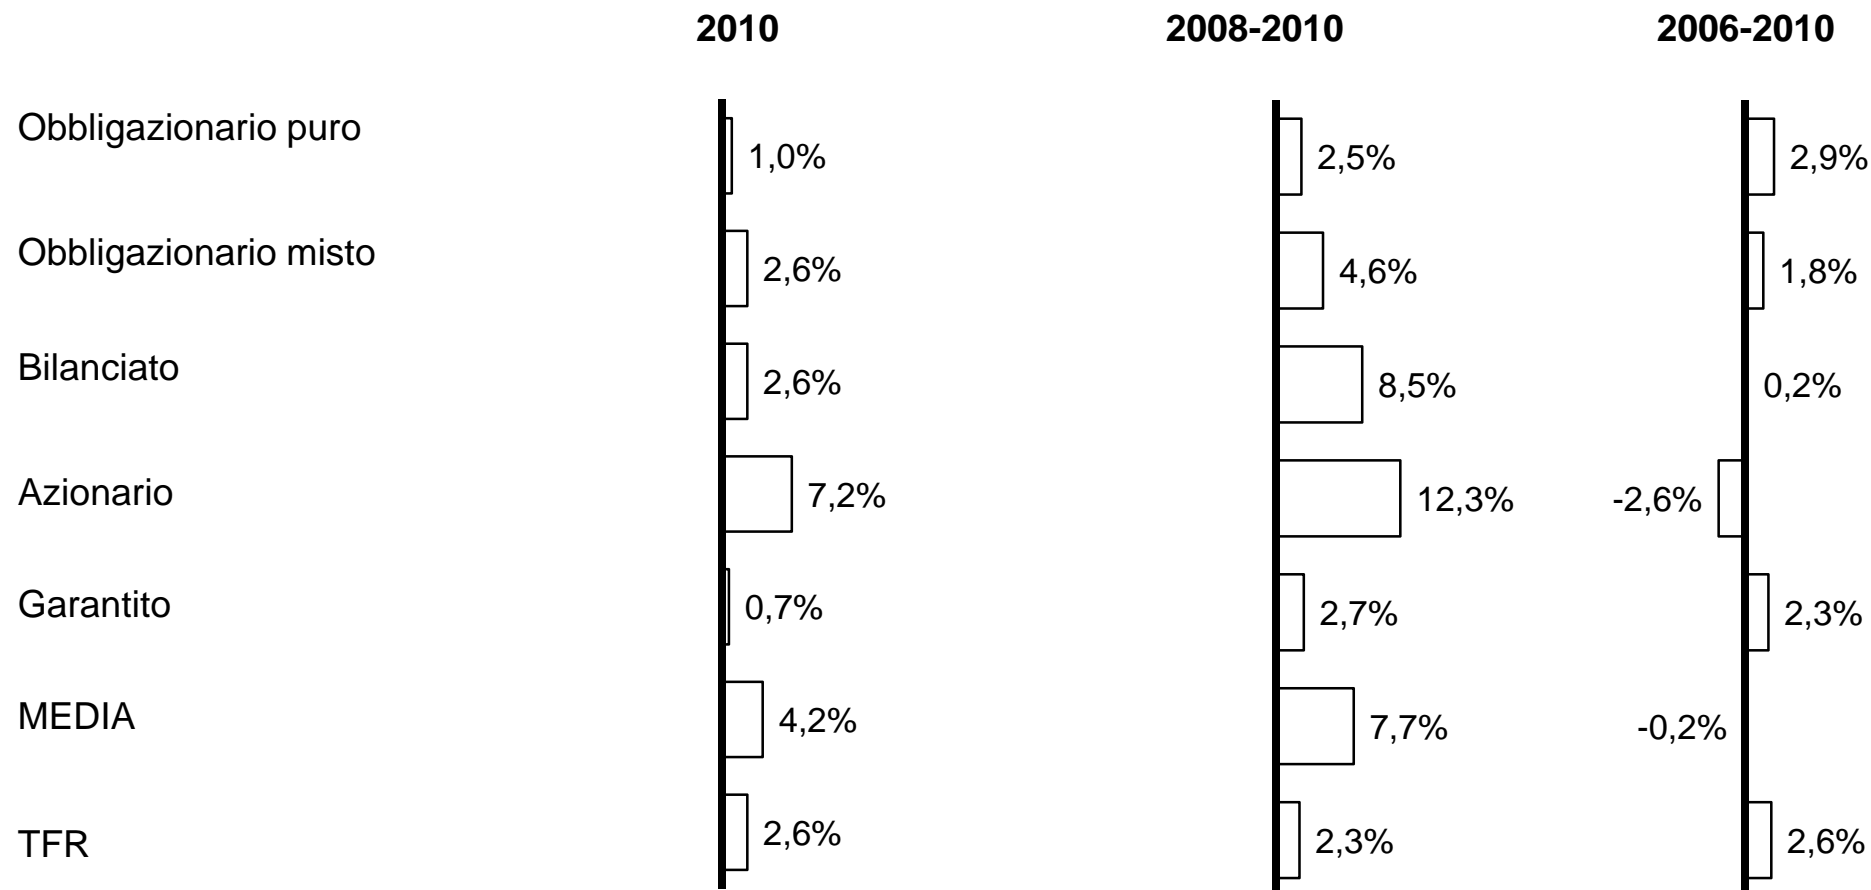 2010 2008-2010 2006-2010
Obbligazionario puro 1,0% 2,5% 2,9%
Obbligazionario misto 2,6% 4,6% 1,8%
Bilanciato 2,6% 8,5% 0,2%
Azionario 7,2% 12,3% -2,6%
Garantito 0,7% 2,7% 2,3%
MEDIA 4,2% 7,7% -0,2%
TFR 2,6% 2,3% 2,6%